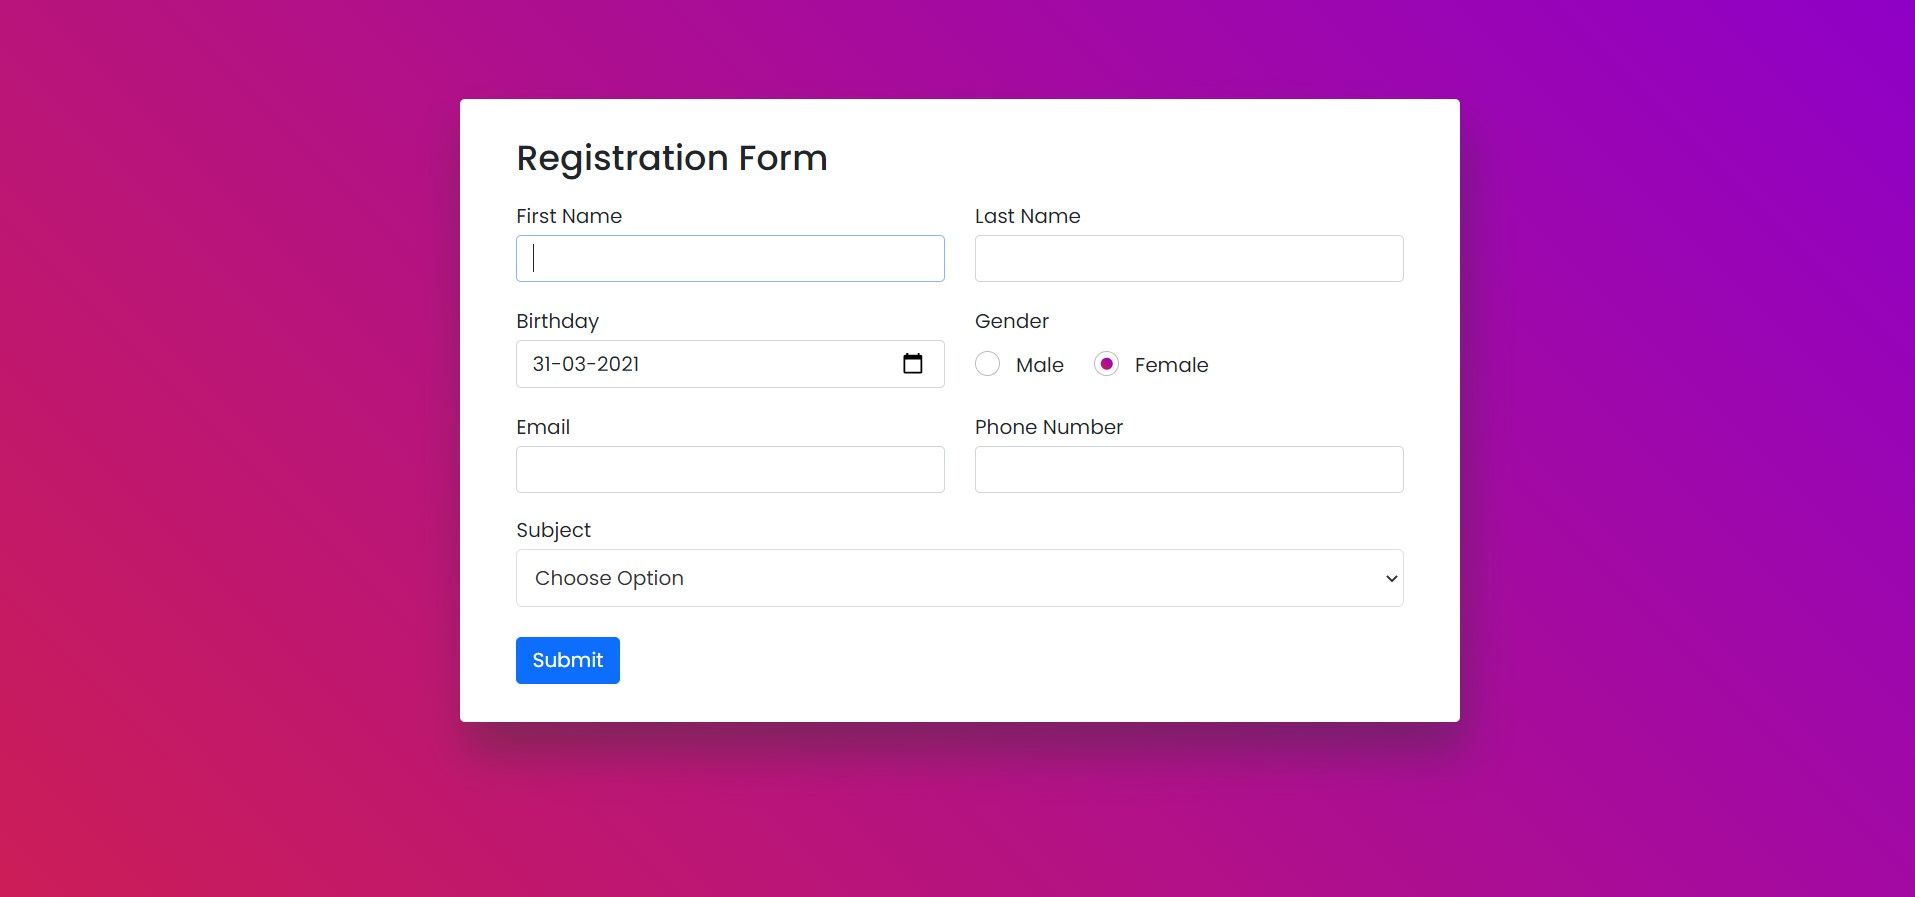 Registration Form
First Name
Last Name
Birthday
Gender
31-03-2021
Male
Female
Email
Phone Number
Subject
Choose Option
Submit